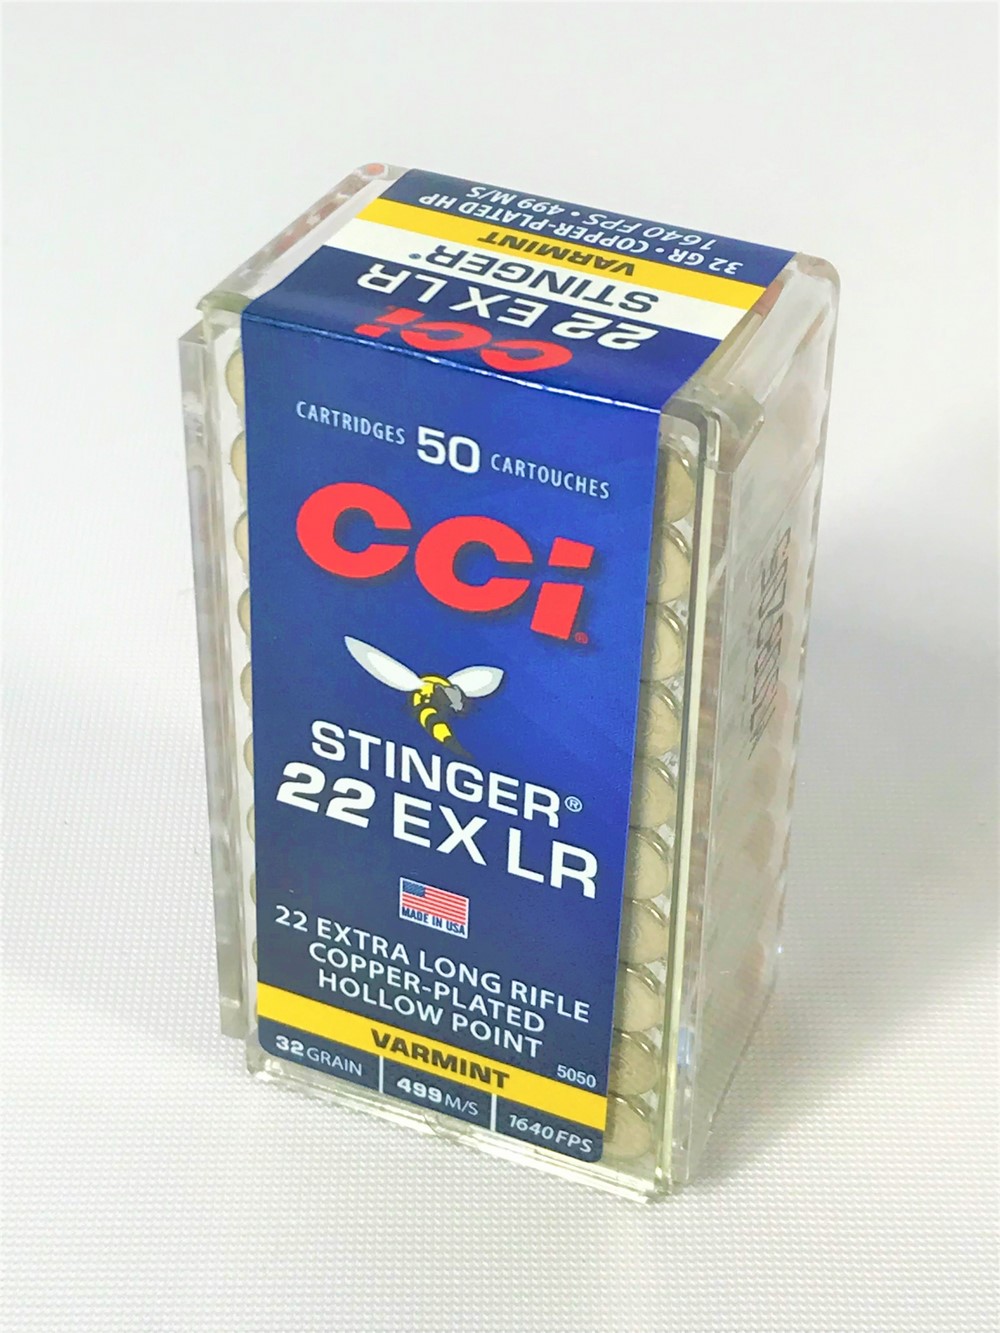 32 GR • COPPER-PLATED HP
1640 FPS • 499 M/S
VARMINT
STINGER®
22 EX LR
CCi
CARTRIDGES 50 CARTOUCHES
CCi®
STINGER®
22 EX LR
MADE IN USA
22 EXTRA LONG RIFLE
COPPER-PLATED
HOLLOW POINT
5050
VARMINT
32 GRAIN 499 M/S 1640 FPS